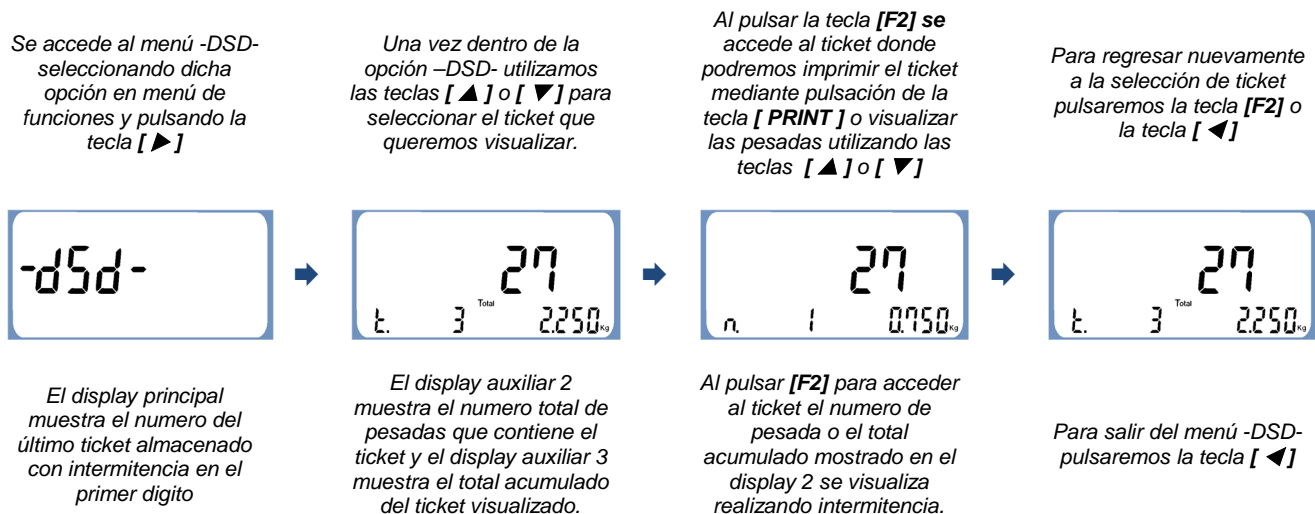 Se accede al menú -DSD-
seleccionando dicha
opción en menú de
funciones y pulsando la
tecla [ ▶ ]
Una vez dentro de la
opción –DSD- utilizamos
las teclas [ ▲ ] o [ ▼ ] para
seleccionar el ticket que
queremos visualizar.
Al pulsar la tecla [F2] se
accede al ticket donde
podremos imprimir el ticket
mediante pulsación de la
tecla [ PRINT ] o visualizar
las pesadas utilizando las
teclas [ ▲ ] o [ ▼ ]
Para regresar nuevamente
a la selección de ticket
pulsaremos la tecla [F2] o
la tecla [ ◀ ]
-dSd-
27
t. 3 Total 2.250 Kg
27
n. 1 0.750 Kg
27
t. 3 Total 2.250 Kg
El display principal
muestra el numero del
último ticket almacenado
con intermitencia en el
primer digito
El display auxiliar 2
muestra el numero total de
pesadas que contiene el
ticket y el display auxiliar 3
muestra el total acumulado
del ticket visualizado.
Al pulsar [F2] para acceder
al ticket el numero de
pesada o el total
acumulado mostrado en el
display 2 se visualiza
realizando intermitencia.
Para salir del menú -DSD-
pulsaremos la tecla [ ◀ ]